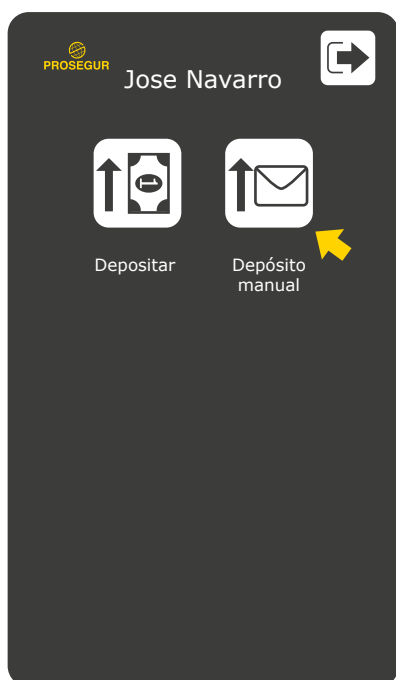 PROSEGUR
Jose Navarro
Depositar
Depósito
manual